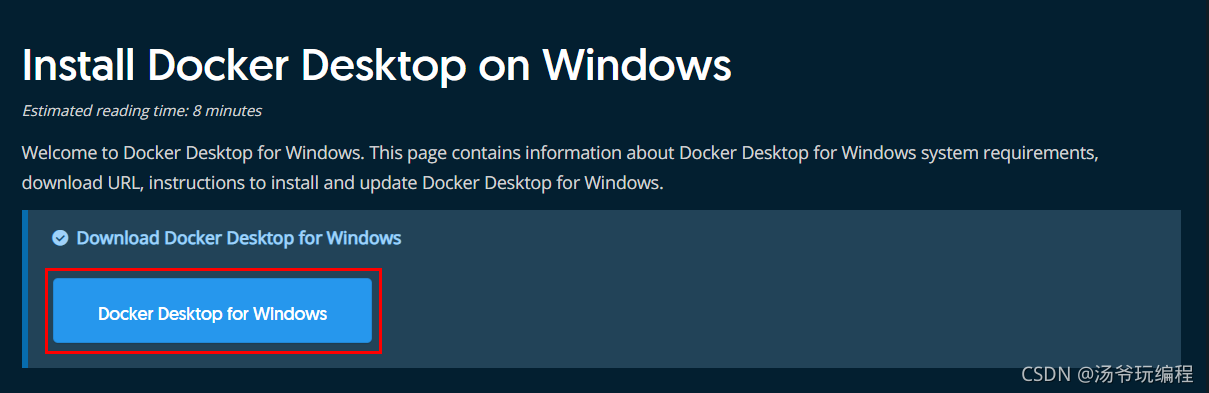 Install Docker Desktop on Windows
Estimated reading time: 8 minutes
Welcome to Docker Desktop for Windows. This page contains information about Docker Desktop for Windows system requirements,
download URL, instructions to install and update Docker Desktop for Windows.
Download Docker Desktop for Windows
Docker Desktop for Windows
CSDN @汤爷玩编程